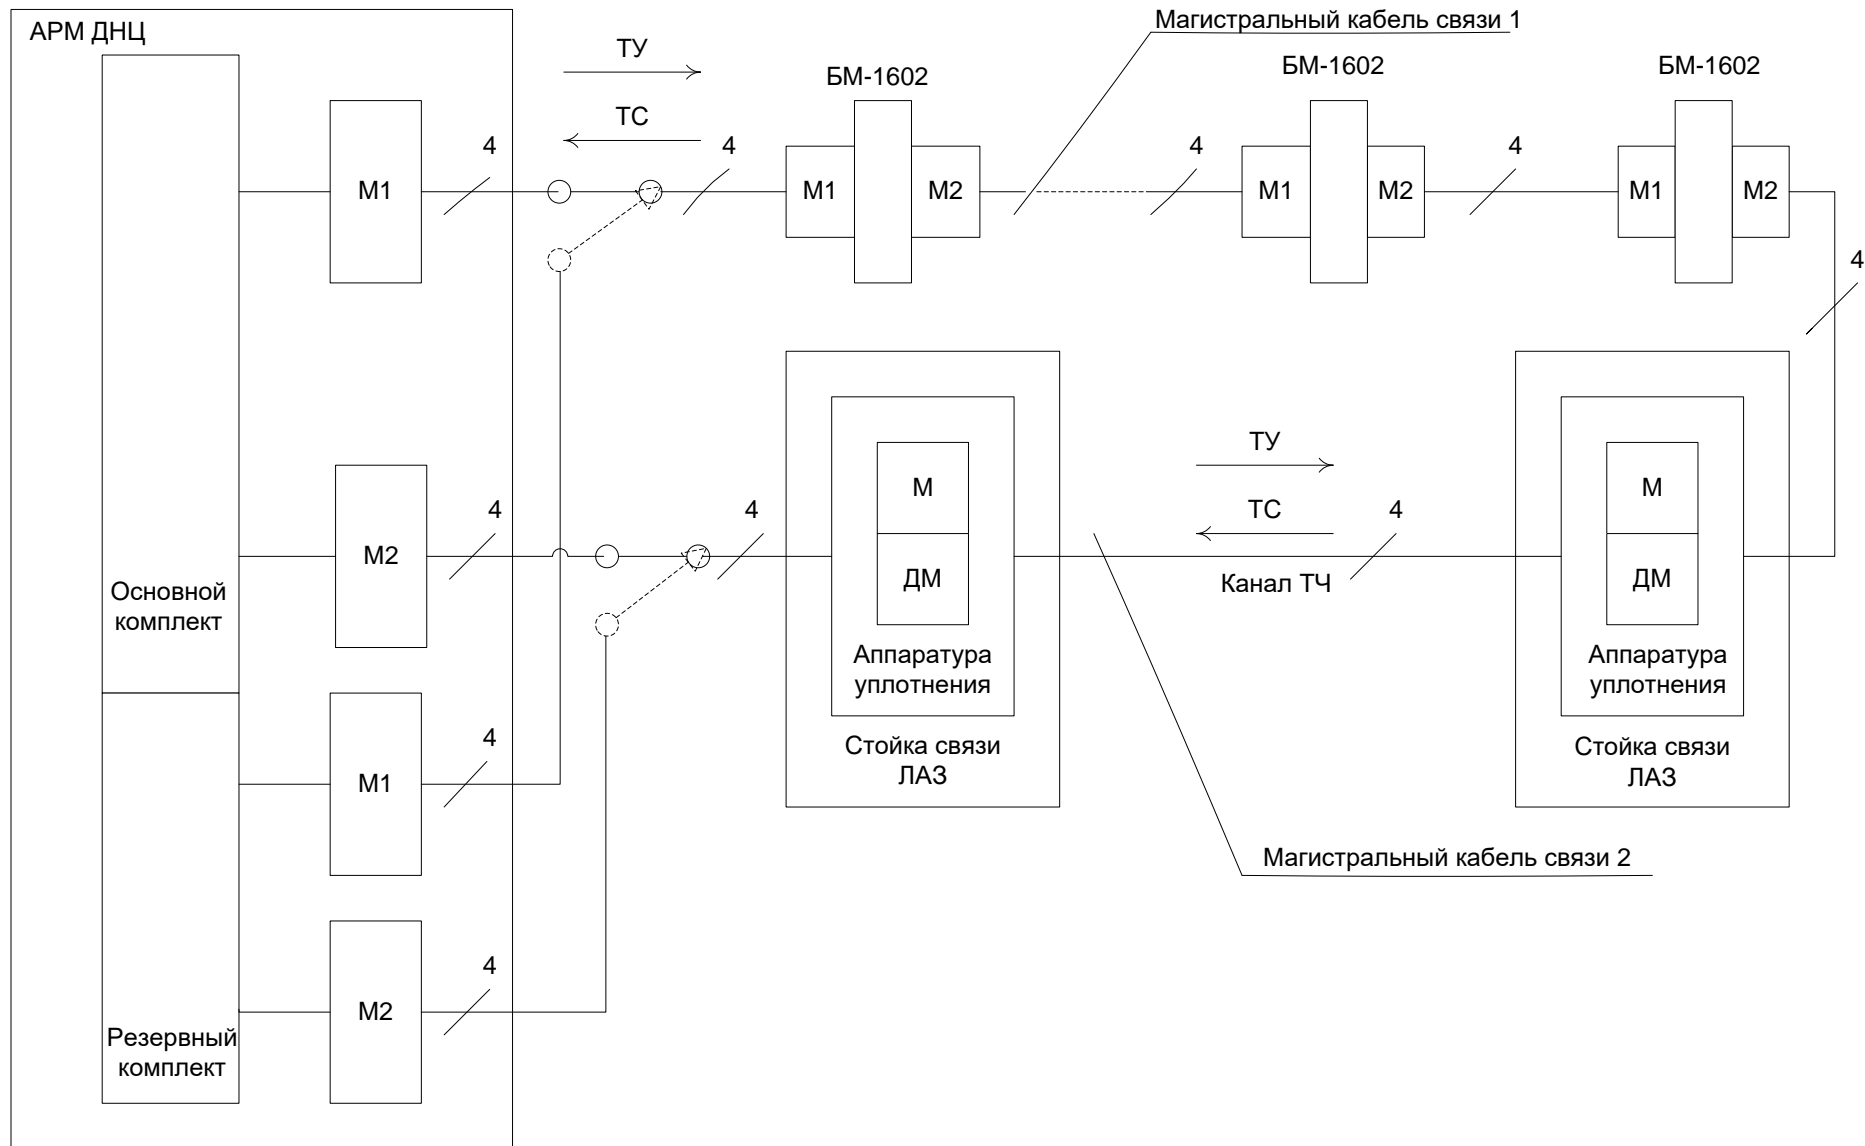 Магистральный кабель связи 1
АРМ ДНЦ
ТУ
БМ-1602
БМ-1602
БМ-1602
ТС
4
4
4
4
М1
М1
М2
М1
М2
М1
М2
4
ТУ
М
М
4
4
ТС
4
М2
ДМ
Канал ТЧ
ДМ
Основной
комплект
Аппаратура
уплотнения
Аппаратура
уплотнения
4
Стойка связи
ЛАЗ
Стойка связи
ЛАЗ
М1
Магистральный кабель связи 2
4
М2
Резервный
комплект